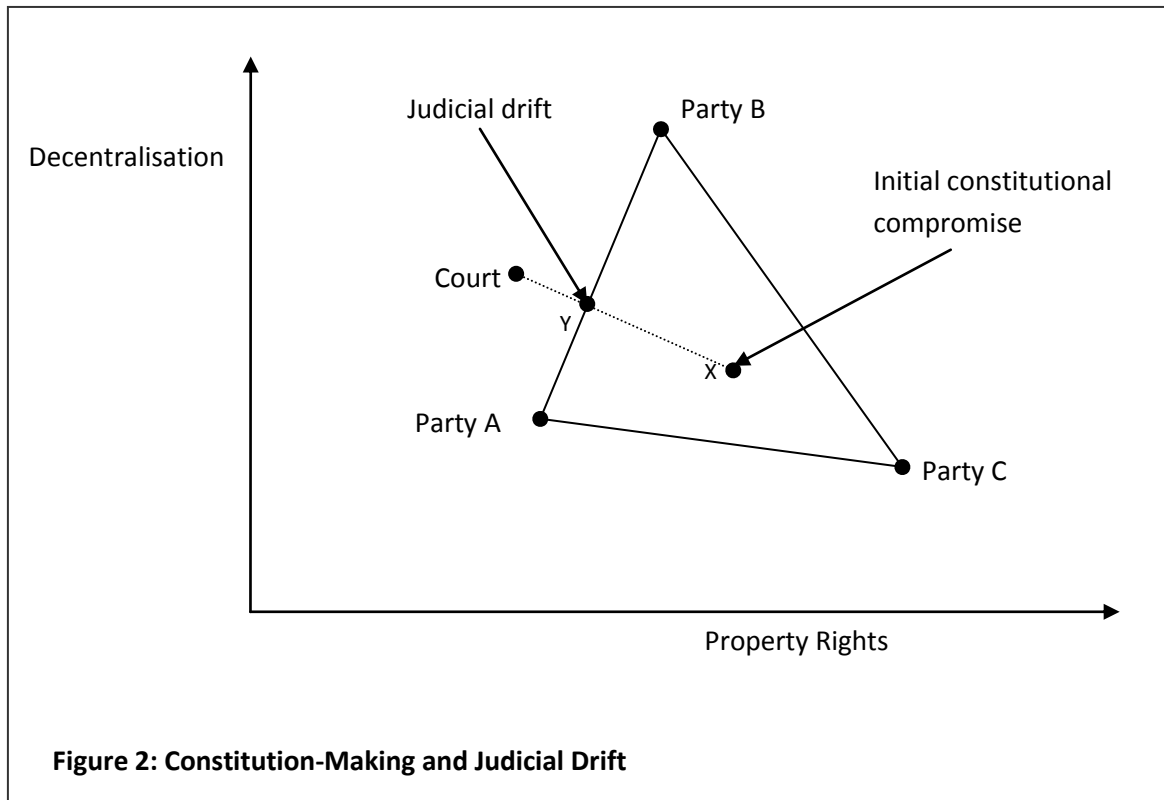 Judicial drift
Party B
Decentralisation
Initial constitutional
compromise
Court
Y
X
Party A
Party C
Property Rights
Figure 2: Constitution-Making and Judicial Drift